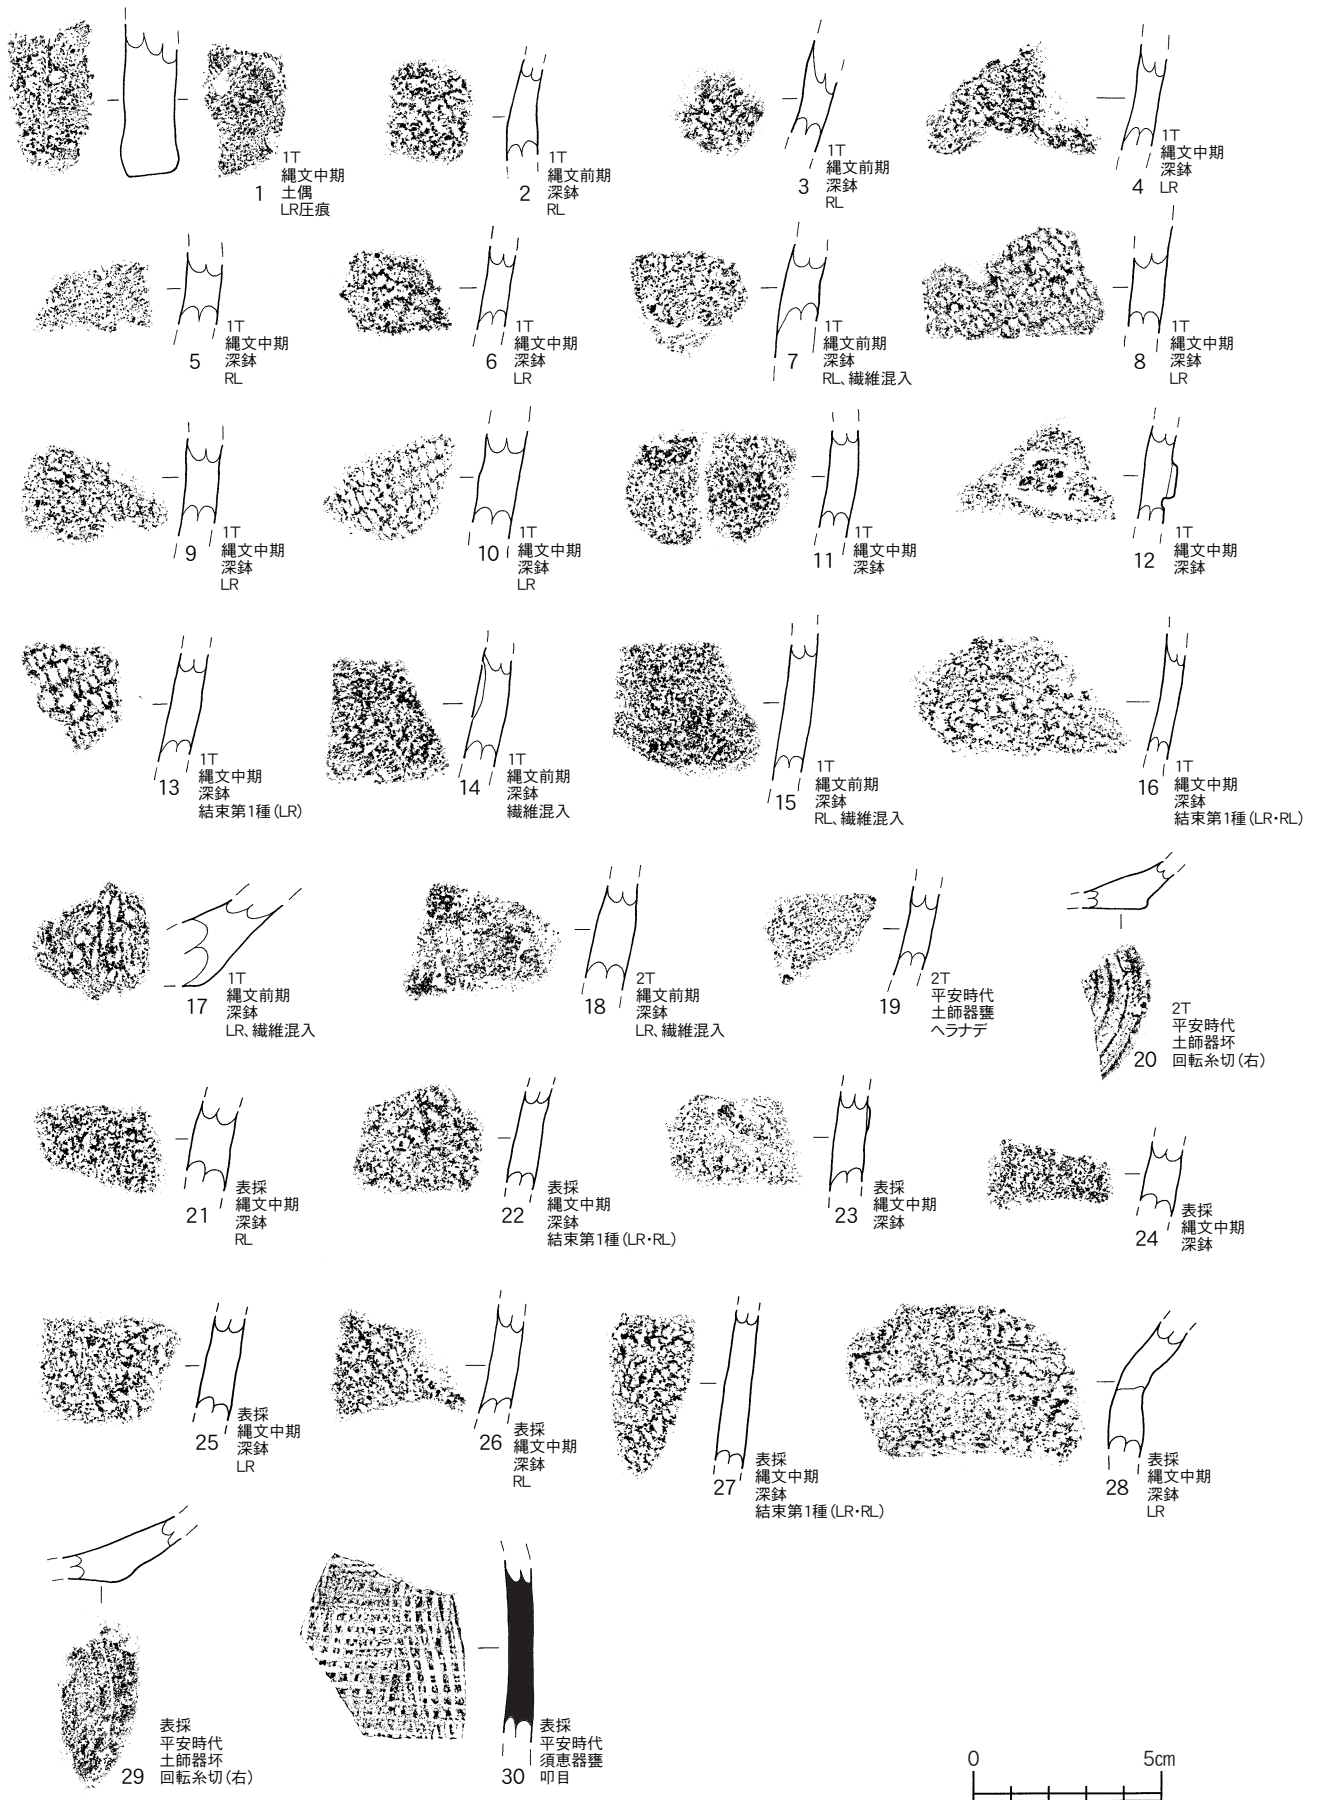 1
1T
縄文中期
土偶
LR圧痕
2
1T
縄文前期
深鉢
RL
3
1T
縄文前期
深鉢
RL
4
1T
縄文中期
深鉢
LR
5
1T
縄文中期
深鉢
RL
6
1T
縄文中期
深鉢
LR
7
1T
縄文前期
深鉢
RL、繊維混入
8
1T
縄文中期
深鉢
LR
9
1T
縄文中期
深鉢
LR
10
1T
縄文中期
深鉢
LR
11
1T
縄文中期
深鉢
12
1T
縄文中期
深鉢
13
1T
縄文中期
深鉢
結束第1種(LR)
14
1T
縄文前期
深鉢
繊維混入
15
1T
縄文前期
深鉢
RL、繊維混入
16
1T
縄文中期
深鉢
結束第1種(LR・RL)
17
1T
縄文前期
深鉢
LR、繊維混入
18
2T
縄文前期
深鉢
LR、繊維混入
19
2T
平安時代
土師器甕
ヘラナデ
20
2T
平安時代
土師器坏
回転糸切(右)
21
表採
縄文中期
深鉢
RL
22
表採
縄文中期
深鉢
結束第1種(LR・RL)
23
表採
縄文中期
深鉢
24
表採
縄文中期
深鉢
25
表採
縄文中期
深鉢
LR
26
表採
縄文中期
深鉢
RL
27
表採
縄文中期
深鉢
結束第1種(LR・RL)
28
表採
縄文中期
深鉢
LR
29
表採
平安時代
土師器坏
回転糸切(右)
30
表採
平安時代
須恵器甕
叩目
0 5cm